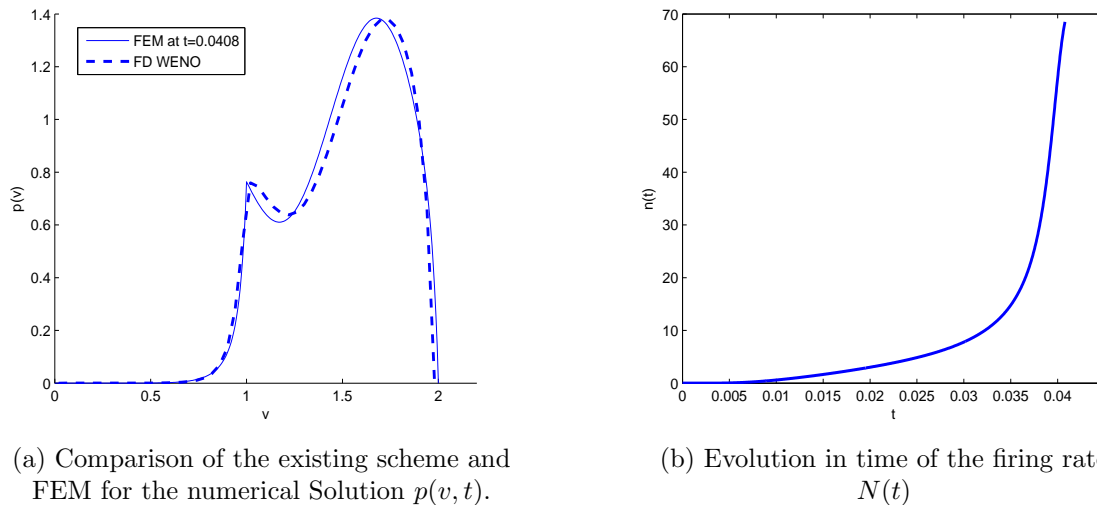 1.4
1.2
1
0.8
0.6
0.4
0.2
0
p(v)
FEM at t=0.0408
FD WENO
0 0.5 1 1.5 2
v
70
60
50
40
30
20
10
0
n(t)
0 0.005 0.01 0.015 0.02 0.025 0.03 0.035 0.04
t
(a) Comparison of the existing scheme and
FEM for the numerical Solution p(v, t).
(b) Evolution in time of the firing rate
N(t)